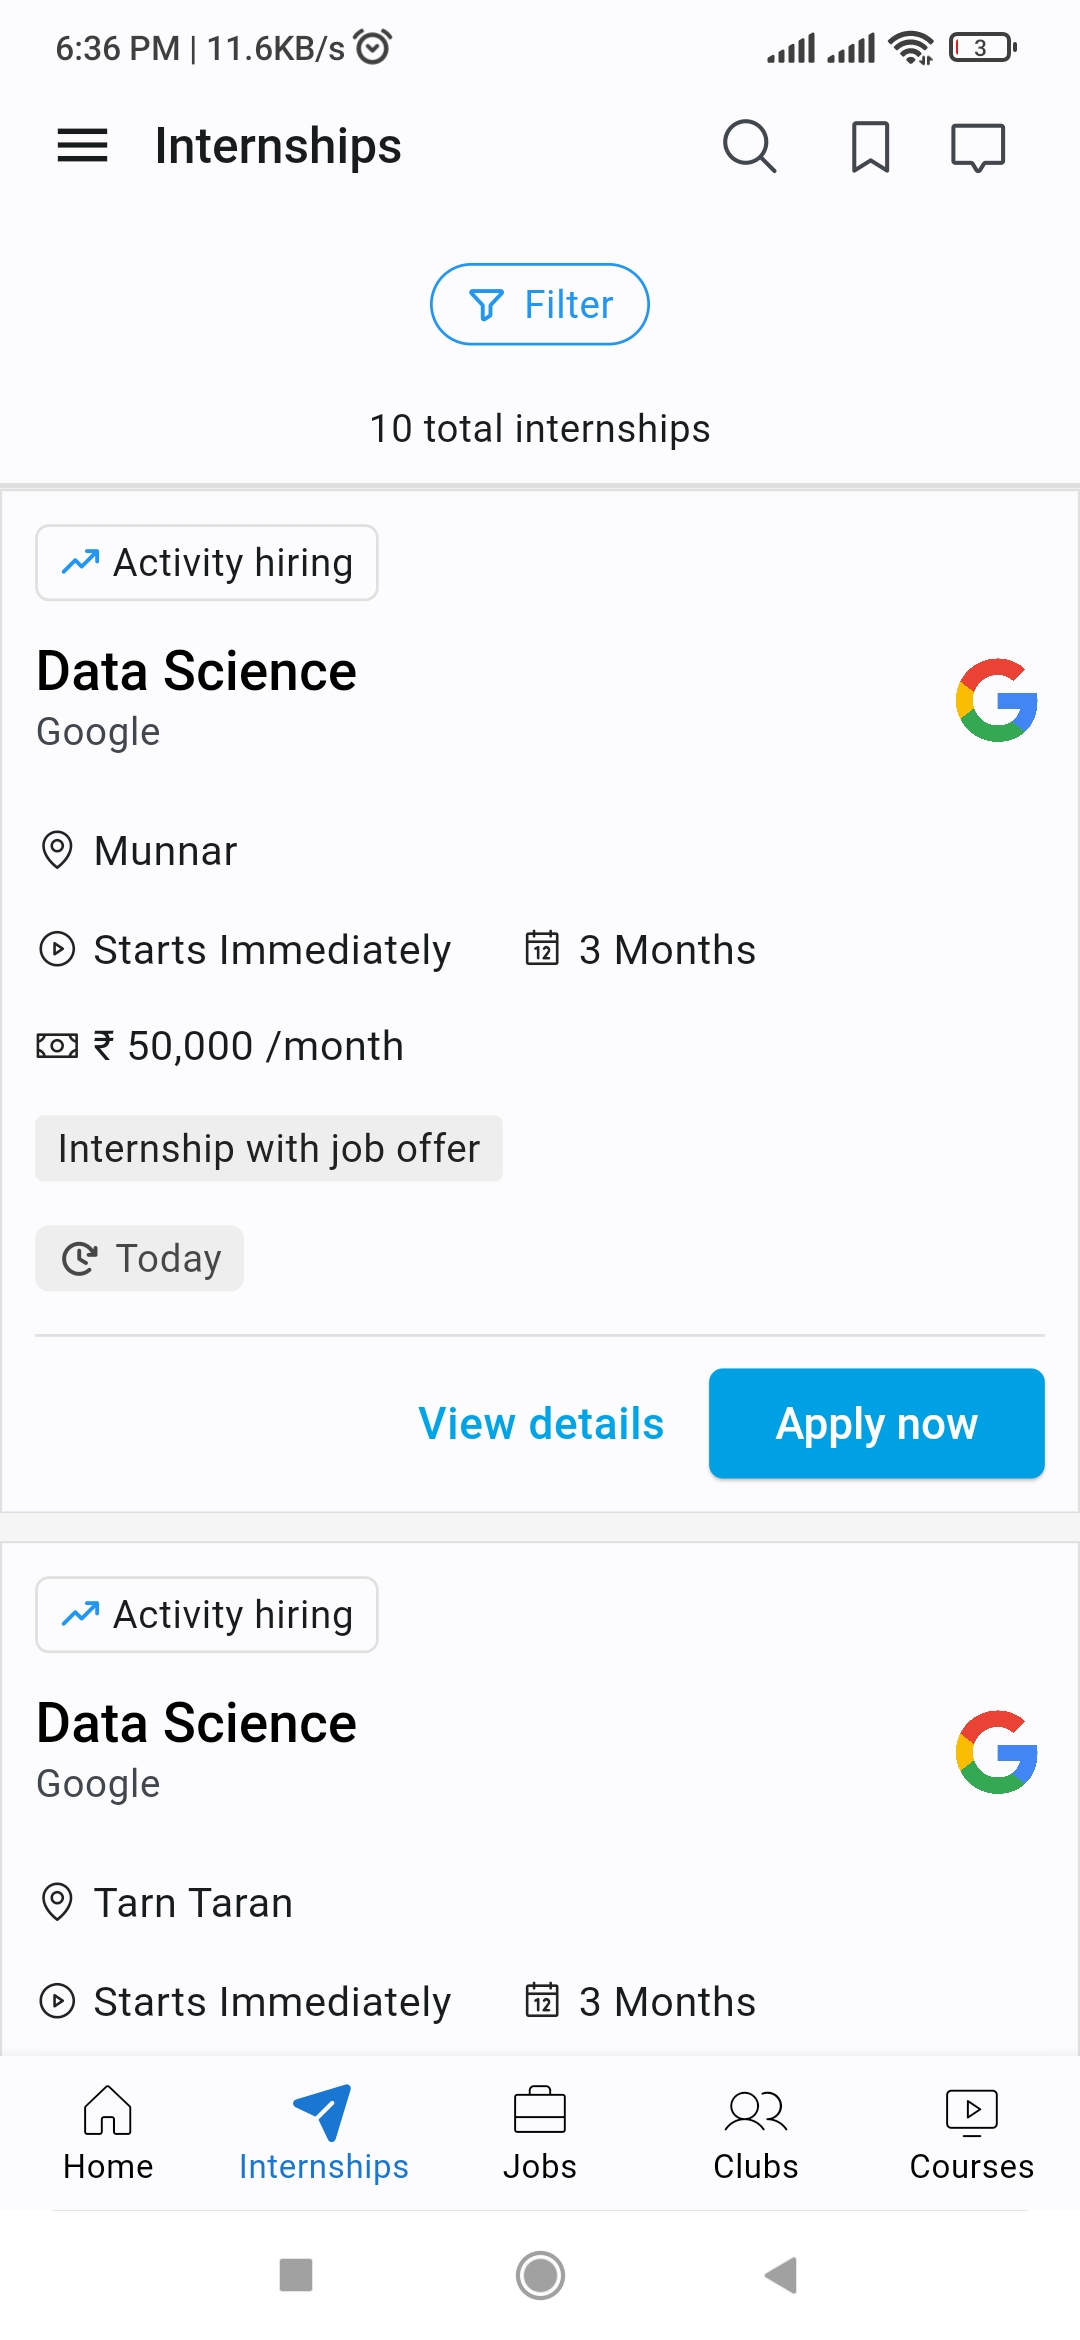 6:36 PM | 11.6KB/s 3
Internships
Filter
10 total internships
Activity hiring
Data Science
Google
Munnar
Starts Immediately 12 3 Months
₹ 50,000 /month
Internship with job offer
Today
View details Apply now
Activity hiring
Data Science
Google
Tarn Taran
Starts Immediately 12 3 Months
Home Internships Jobs Clubs Courses